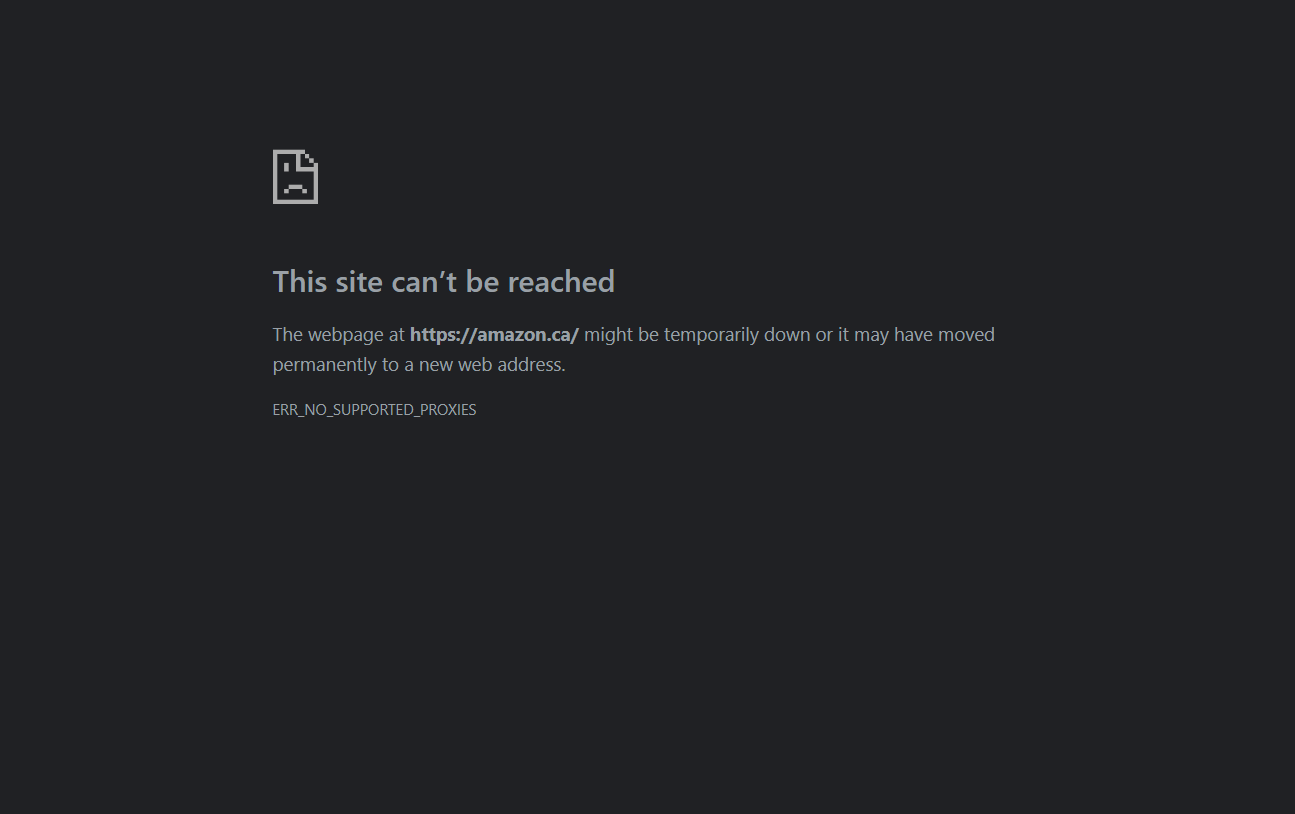 This site can’t be reached
The webpage at https://amazon.ca/ might be temporarily down or it may have moved
permanently to a new web address.
ERR_NO_SUPPORTED_PROXIES